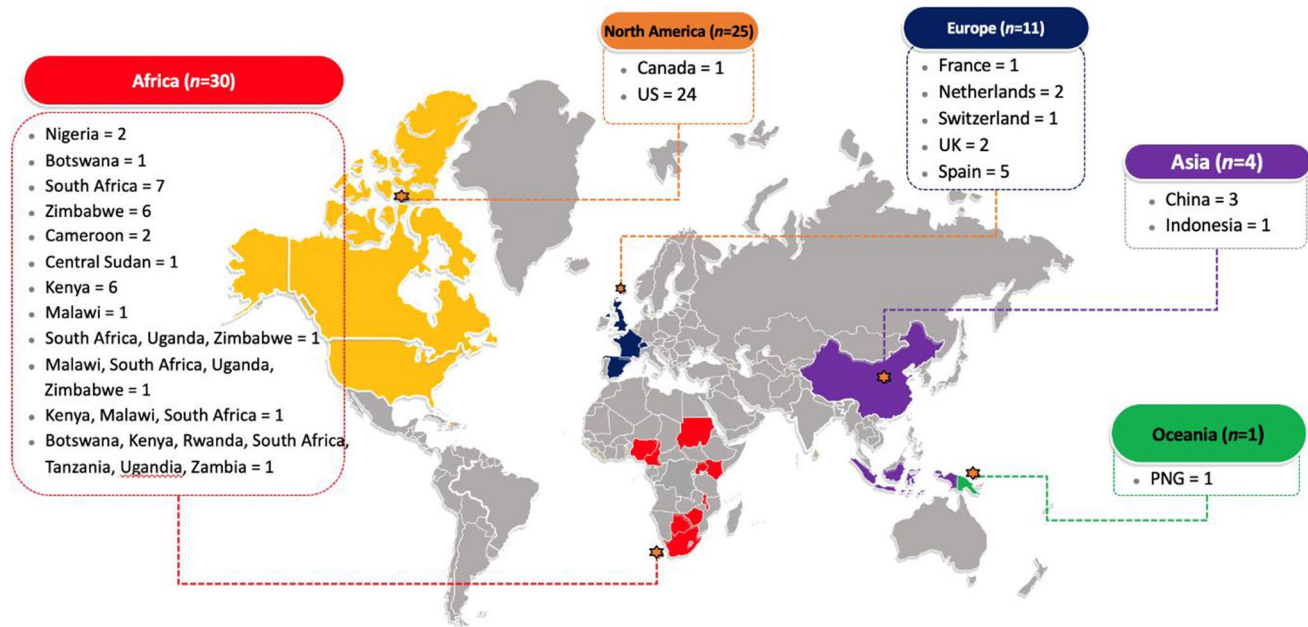 Africa (n=30)
• Nigeria = 2
• Botswana = 1
• South Africa = 7
• Zimbabwe = 6
• Cameroon = 2
• Central Sudan = 1
• Kenya = 6
• Malawi = 1
• South Africa, Uganda, Zimbabwe = 1
• Malawi, South Africa, Uganda,
Zimbabwe = 1
• Kenya, Malawi, South Africa = 1
• Botswana, Kenya, Rwanda, South Africa,
Tanzania, Ugandia, Zambia = 1
North America (n=25)
• Canada = 1
• US = 24
Europe (n=11)
• France = 1
• Netherlands = 2
• Switzerland = 1
• UK = 2
• Spain = 5
Asia (n=4)
• China = 3
• Indonesia = 1
Oceania (n=1)
• PNG = 1